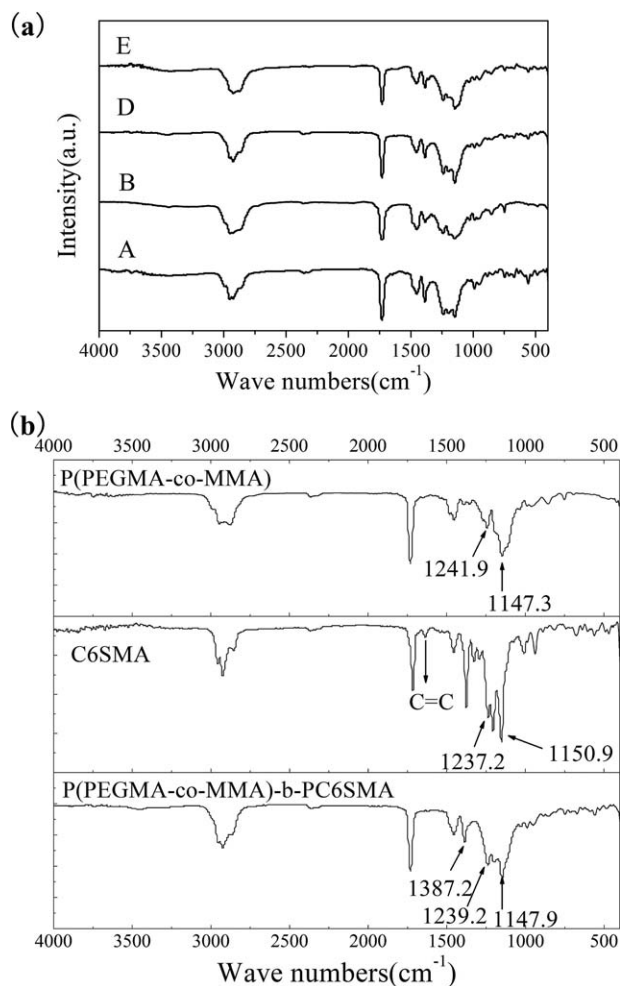 (a)
E
D
B
A
Intensity(a.u.)
4000 3500 3000 2500 2000 1500 1000 500
Wave numbers(cm⁻¹)
(b)
4000 3500 3000 2500 2000 1500 1000 500
P(PEGMA-co-MMA)
1241.9
1147.3
C6SMA
C=C
1237.2
1150.9
P(PEGMA-co-MMA)-b-PC6SMA
1387.2
1239.2
1147.9
4000 3500 3000 2500 2000 1500 1000 500
Wave numbers(cm⁻¹)